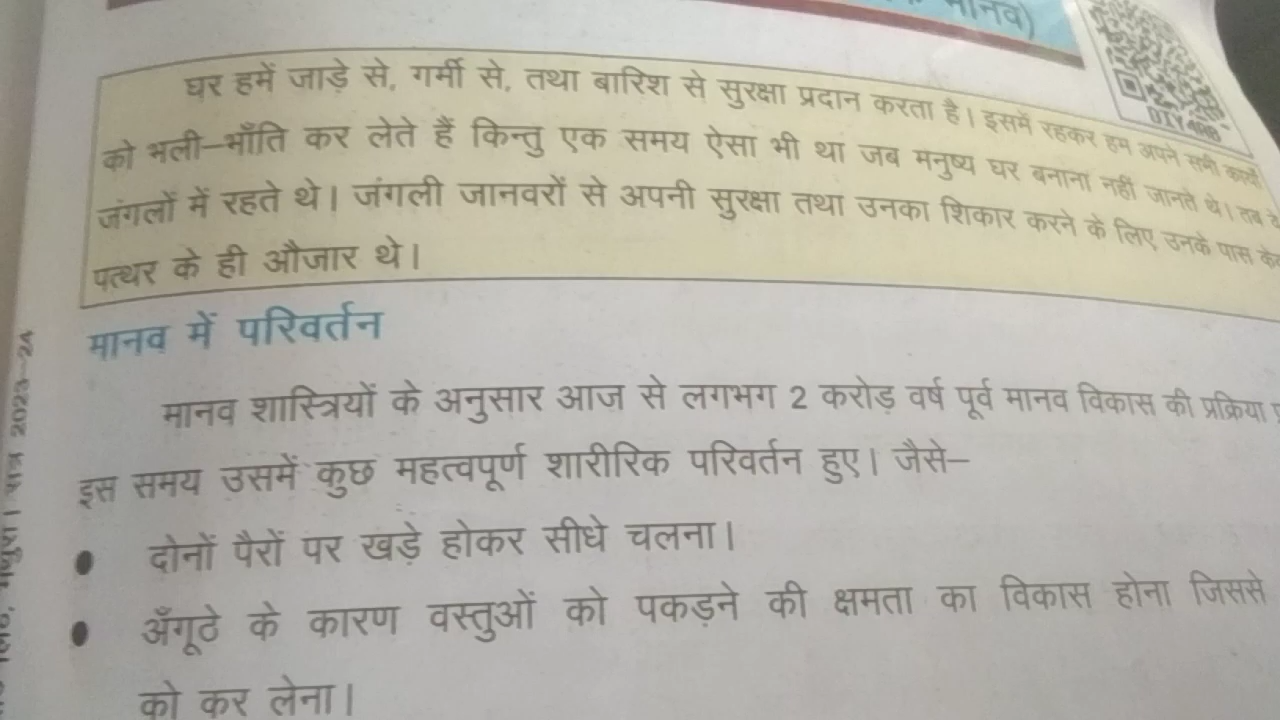 मानव)
घर हमें जाड़े से, गर्मी से, तथा बारिश से सुरक्षा प्रदान करता है। इसमें रहकर हम अपने सभी कार्यों
को भली–भाँति कर लेते हैं किन्तु एक समय ऐसा भी था जब मनुष्य घर बनाना नहीं जानते थे। तब
जंगलों में रहते थे। जंगली जानवरों से अपनी सुरक्षा तथा उनका शिकार करने के लिए उनके पास
पत्थर के ही औजार थे।
मानव में परिवर्तन
मानव शास्त्रियों के अनुसार आज से लगभग 2 करोड़ वर्ष पूर्व मानव विकास की प्रक्रिया
इस समय उसमें कुछ महत्वपूर्ण शारीरिक परिवर्तन हुए। जैसे–
● दोनों पैरों पर खड़े होकर सीधे चलना।
● अँगूठे के कारण वस्तुओं को पकड़ने की क्षमता का विकास होना जिससे
को कर लेना।
सत्र 2023–24